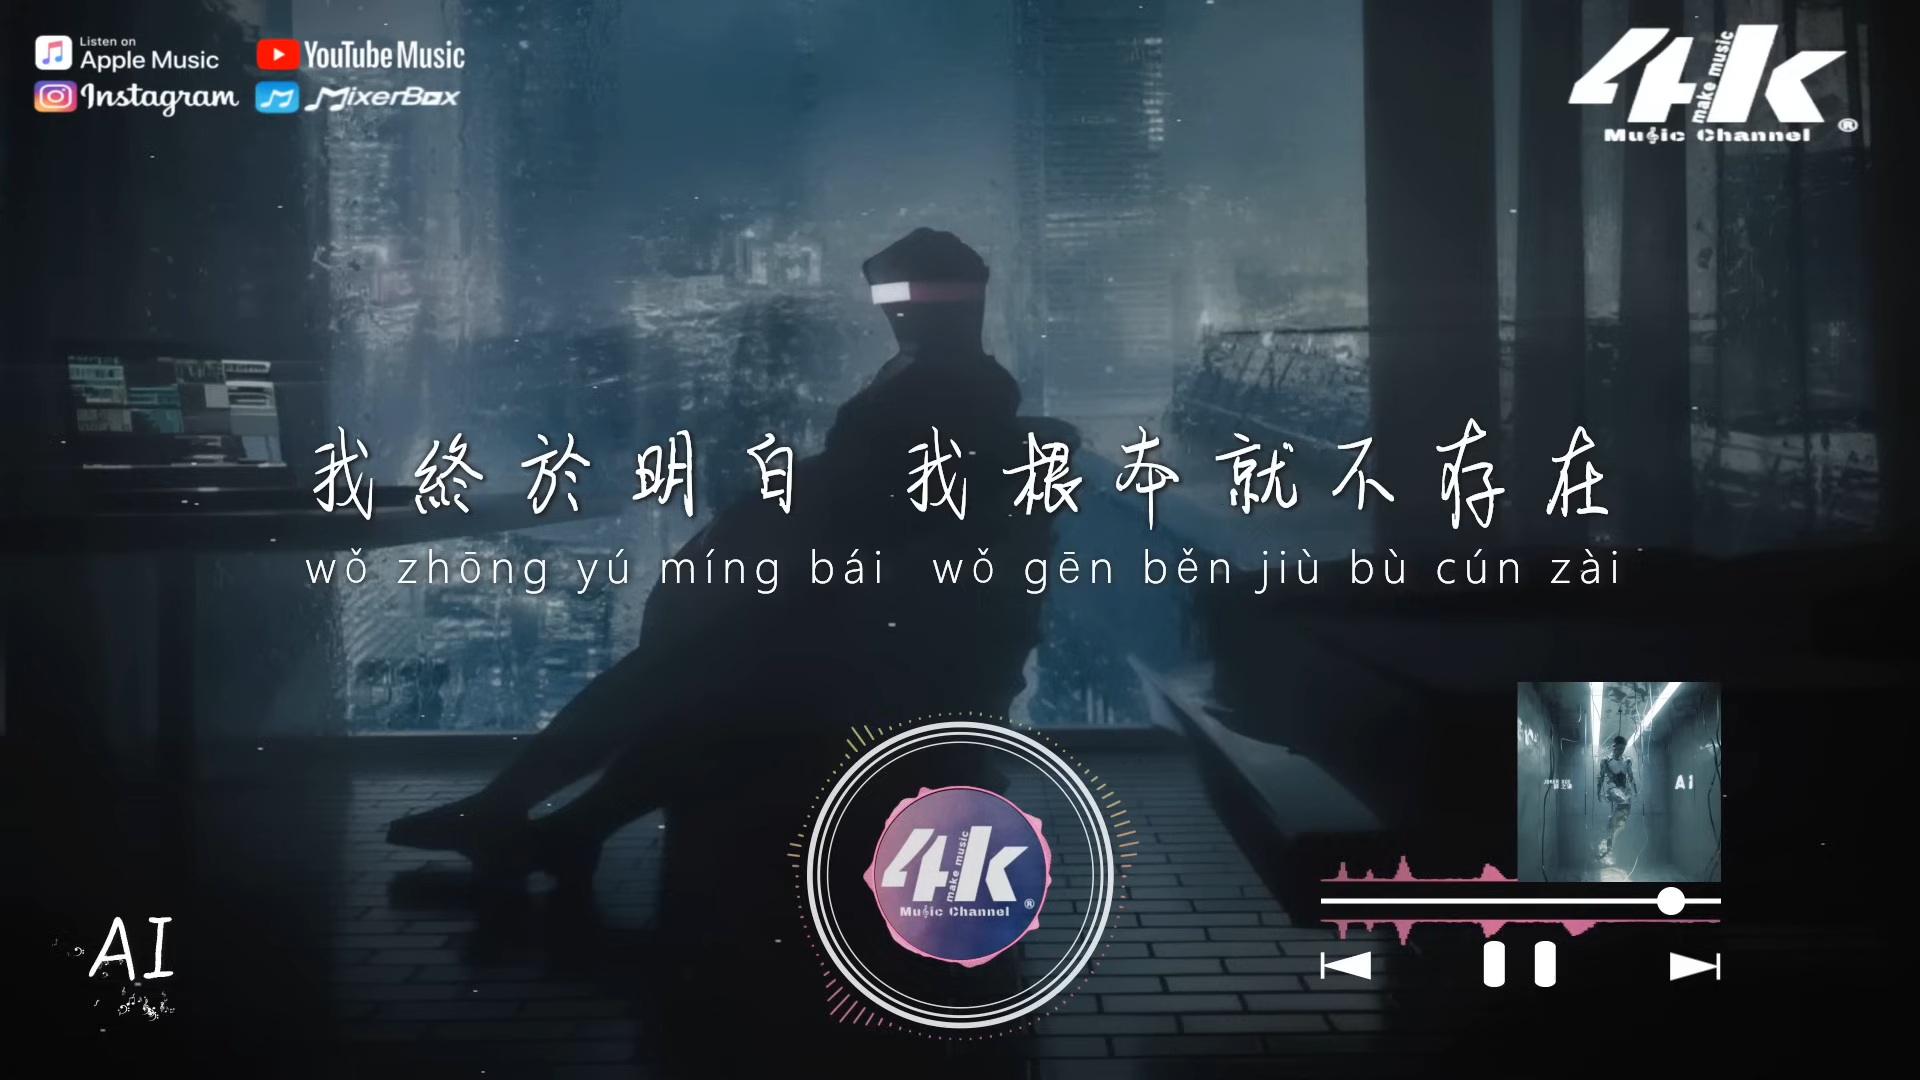 Listen on
Apple Music
YouTube Music
Instagram
MixerBox
4k
make music
Music Channel ®
我終於明白 我根本就不存在
wǒ zhōng yú míng bái wǒ gēn běn jiù bù cún zài
4k
make music
Music Channel ®
Ai
AI